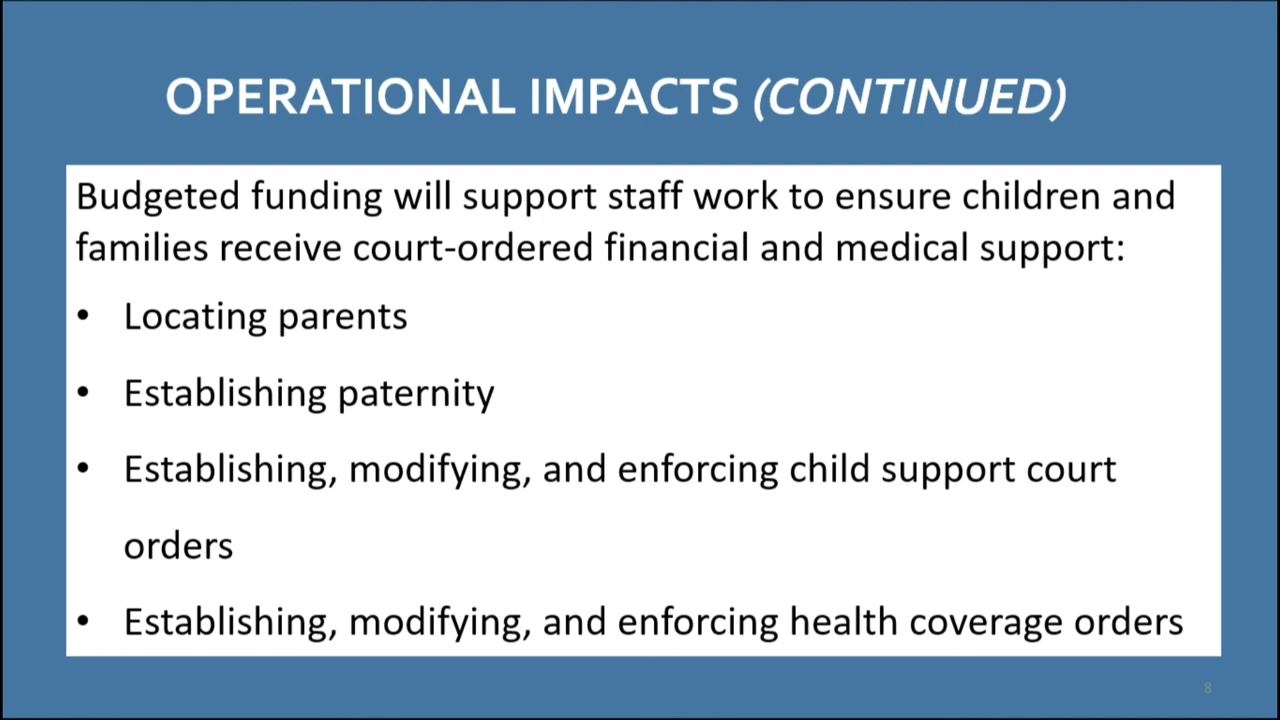 OPERATIONAL IMPACTS (CONTINUED)
Budgeted funding will support staff work to ensure children and
families receive court-ordered financial and medical support:
• Locating parents
• Establishing paternity
• Establishing, modifying, and enforcing child support court
orders
• Establishing, modifying, and enforcing health coverage orders
8